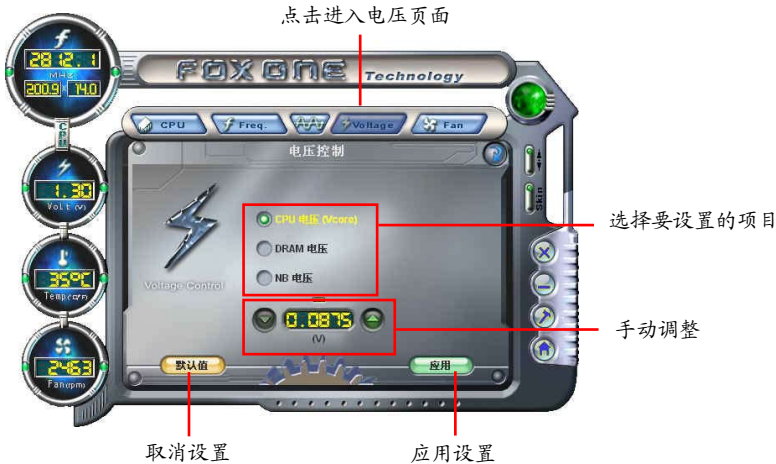 点击进入电压页面
f
2812.1
MHz
200.9 x 14.0
CPU
FOX ONE Technology
CPU
Freq.
Voltage
Fan
电压控制
?
Skin
1.30
Volt (v)
35°C
Temp(C/F)
2463
Fan(rpm)
Voltage Control
CPU 电压 (Vcore)
DRAM 电压
NB 电压
选择要设置的项目
0.0875
(V)
手动调整
默认值
应用
取消设置
应用设置